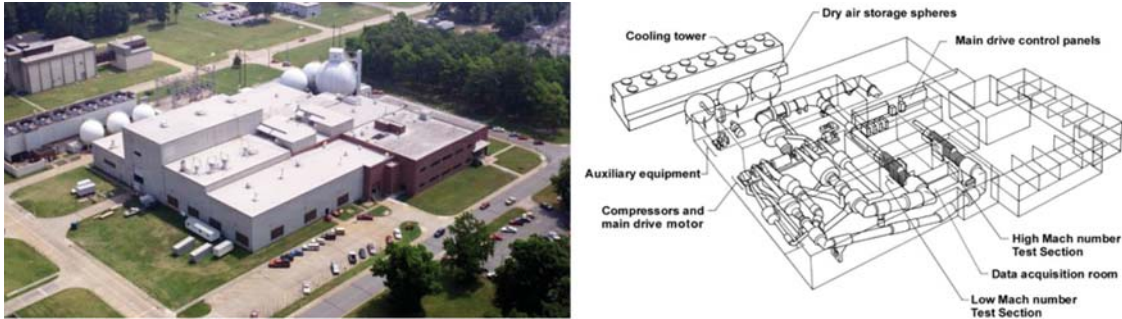 Dry air storage spheres
Cooling tower
Main drive control panels
Auxiliary equipment
Compressors and
main drive motor
High Mach number
Test Section
Data acquisition room
Low Mach number
Test Section